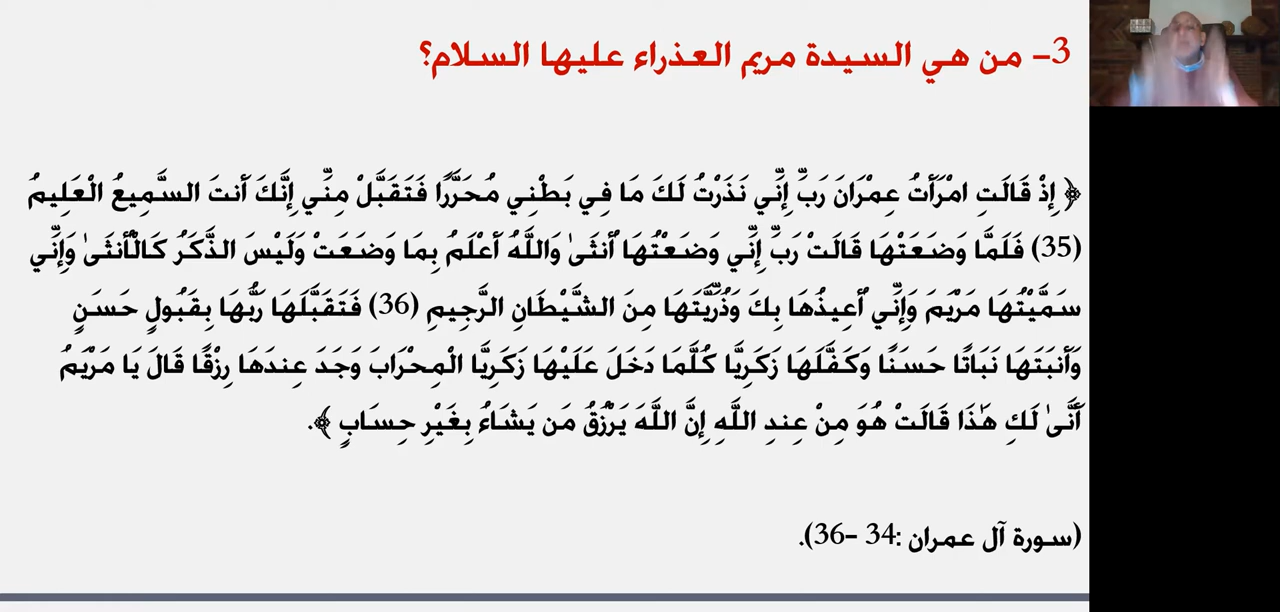 3- من هي السيدة مريم العذراء عليها السلام؟
﴿ إِذْ قَالَتِ امْرَأَتُ عِمْرَانَ رَبِّ إِنِّي نَذَرْتُ لَكَ مَا فِي بَطْنِي مُحَرَّرًا فَتَقَبَّلْ مِنِّي إِنَّكَ أَنتَ السَّمِيعُ الْعَلِيمُ
(35) فَلَمَّا وَضَعَتْهَا قَالَتْ رَبِّ إِنِّي وَضَعْتُهَا أُنثَىٰ وَاللَّهُ أَعْلَمُ بِمَا وَضَعَتْ وَلَيْسَ الذَّكَرُ كَالْأُنثَىٰ وَإِنِّي
سَمَّيْتُهَا مَرْيَمَ وَإِنِّي أُعِيذُهَا بِكَ وَذُرِّيَّتَهَا مِنَ الشَّيْطَانِ الرَّجِيمِ (36) فَتَقَبَّلَهَا رَبُّهَا بِقَبُولٍ حَسَنٍ
وَأَنبَتَهَا نَبَاتًا حَسَنًا وَكَفَّلَهَا زَكَرِيَّا كُلَّمَا دَخَلَ عَلَيْهَا زَكَرِيَّا الْمِحْرَابَ وَجَدَ عِندَهَا رِزْقًا قَالَ يَا مَرْيَمُ
أَنَّىٰ لَكِ هَٰذَا قَالَتْ هُوَ مِنْ عِندِ اللَّهِ إِنَّ اللَّهَ يَرْزُقُ مَن يَشَاءُ بِغَيْرِ حِسَابٍ ﴾.
(سورة آل عمران :34 -36).